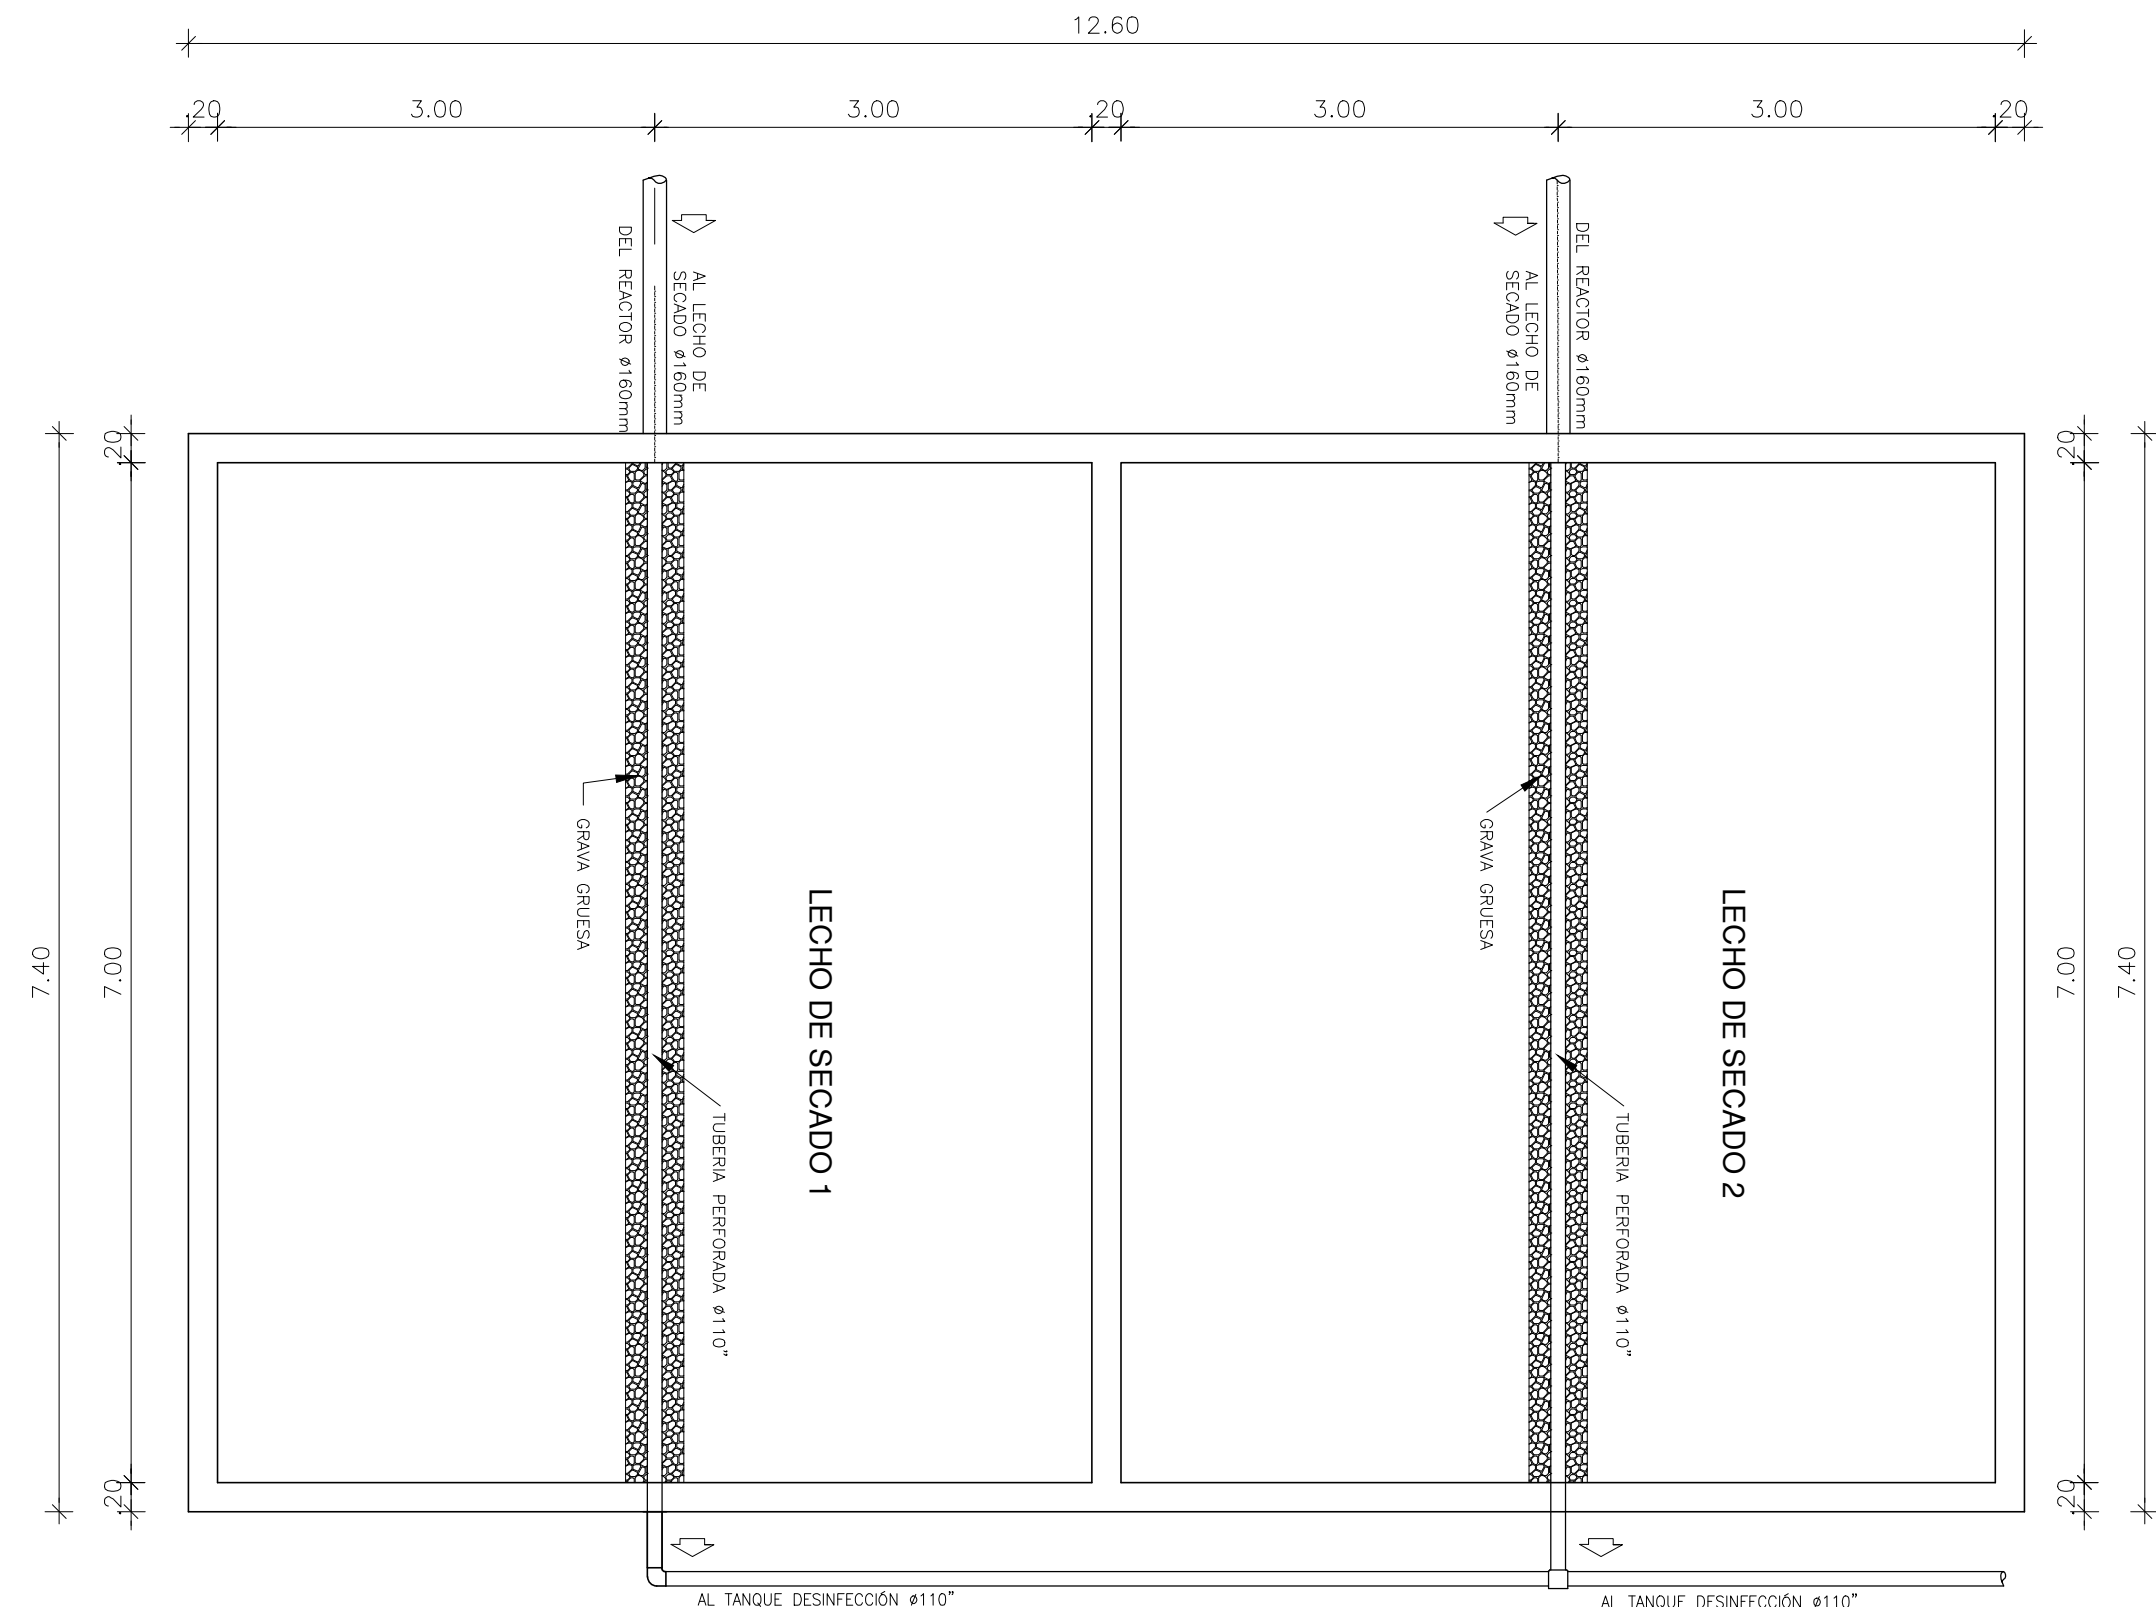 12.60
.20
3.00
3.00
.20
3.00
3.00
.20
DEL REACTOR ø160mm
AL LECHO DE
SECADO ø160mm
AL LECHO DE
SECADO ø160mm
DEL REACTOR ø160mm
.20
7.00
.20
7.40
.20
7.00
.20
7.40
GRAVA GRUESA
LECHO DE SECADO 1
TUBERIA PERFORADA ø110”
GRAVA GRUESA
LECHO DE SECADO 2
TUBERIA PERFORADA ø110”
AL TANQUE DESINFECCIÓN ø110”
AL TANQUE DESINFECCIÓN ø110”